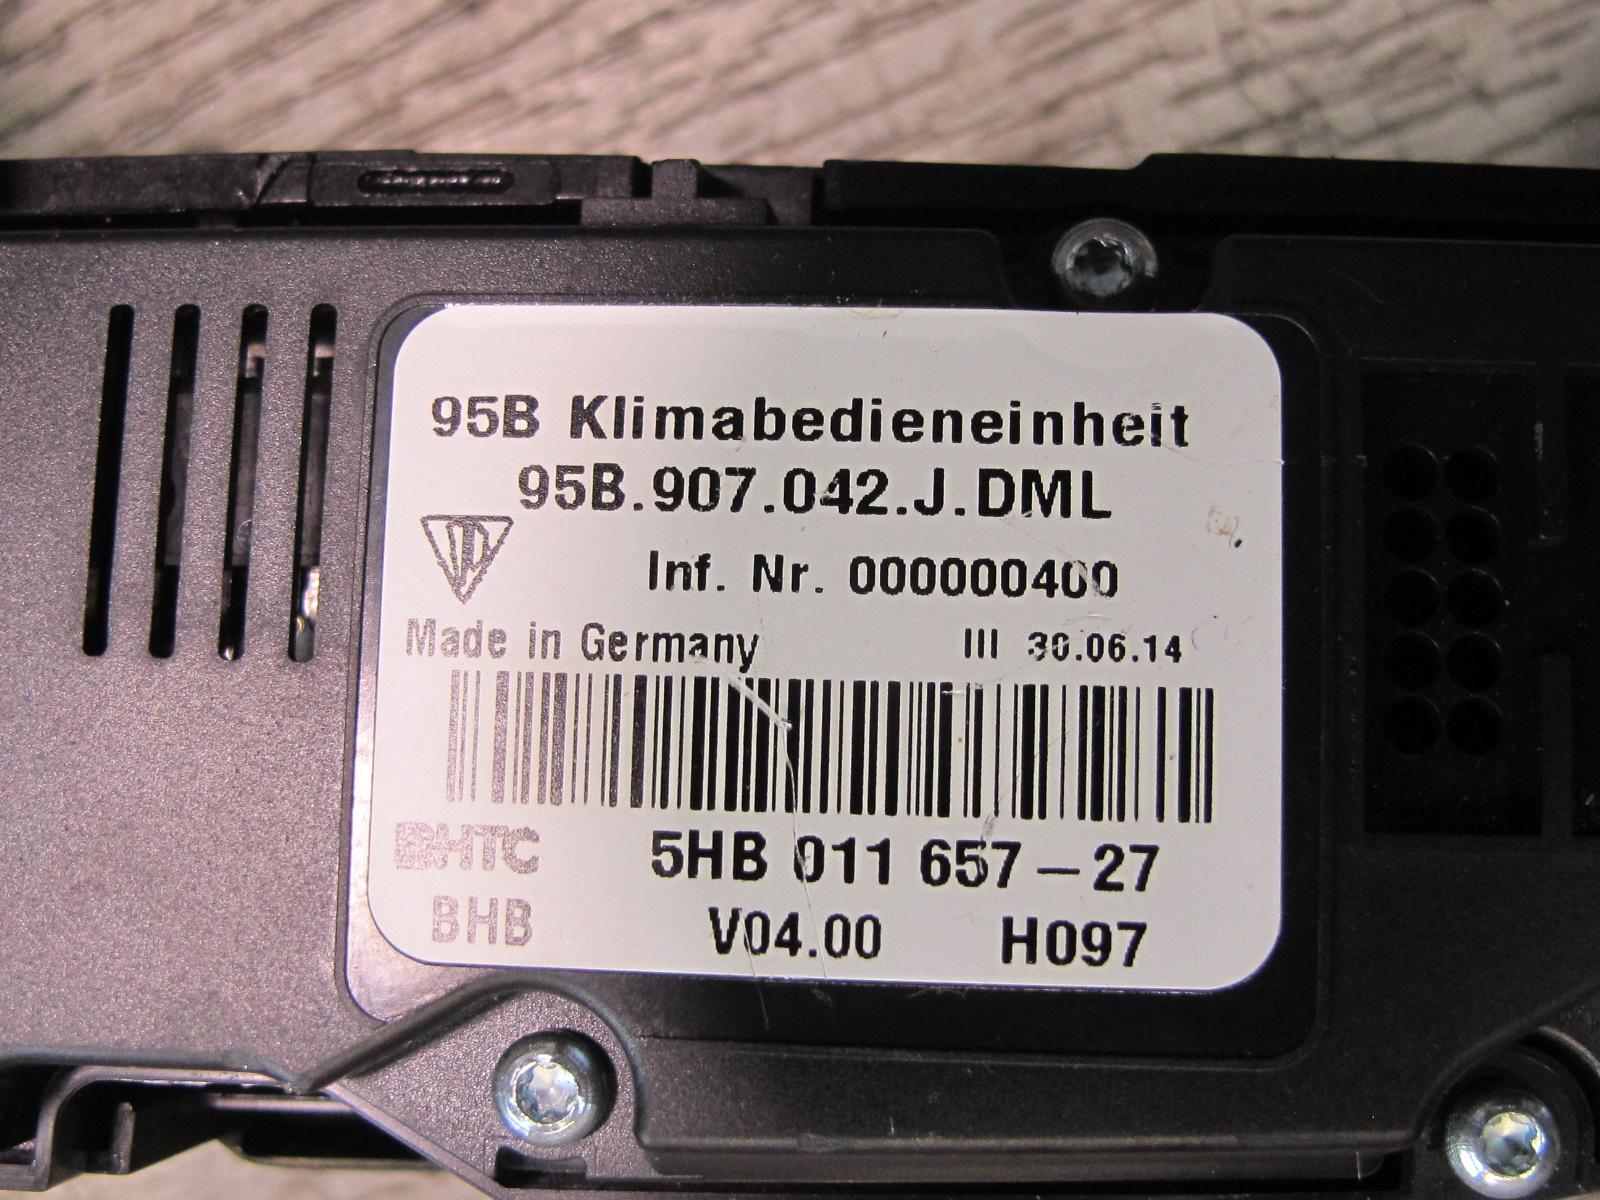 95B Klimabedieneinheit
95B.907.042.J.DML
Inf. Nr. 000000400
Made in Germany III 30.06.14
BHTC 5HB 011 657-27
BHB V04.00 H097